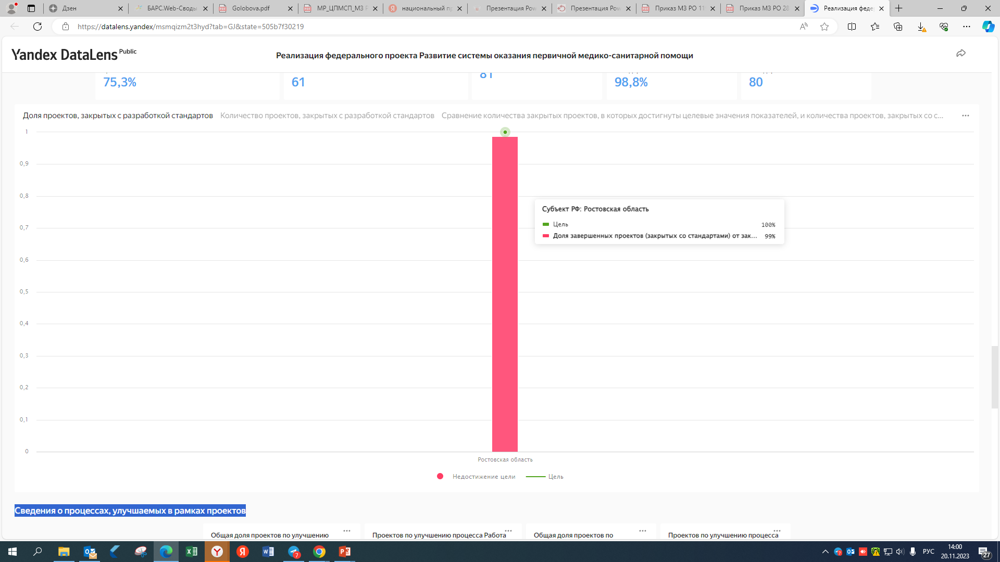 Дзен
БАРС.Web-Своды
Golobova.pdf
МР_ЦПМСП_МЗ Р
национальный пр
Презентация Pow
Презентация Pow
Приказ МЗ РО 11
Приказ МЗ РО 28
Реализация феде
https://datalens.yandex/msmqizm2t3hyd?tab=GJ&state=505b7f30219
Yandex DataLens Public
Реализация федерального проекта Развитие системы оказания первичной медико-санитарной помощи
75,3%
61
81
98,8%
80
Доля проектов, закрытых с разработкой стандартов
Количество проектов, закрытых с разработкой стандартов
Сравнение количества закрытых проектов, в которых достигнуты целевые значения показателей, и количества проектов, закрытых со с...
1
0,9
0,8
0,7
0,6
0,5
0,4
0,3
0,2
0,1
0
Субъект РФ: Ростовская область
Цель 100%
Доля завершенных проектов (закрытых со стандартами) от зак... 99%
Ростовская область
Недостижение цели
Цель
Сведения о процессах, улучшаемых в рамках проектов
Общая доля проектов по улучшению
Проектов по улучшению процесса Работа
Общая доля проектов по
Проектов по улучшению процесса
РУС
14:00
20.11.2023
27